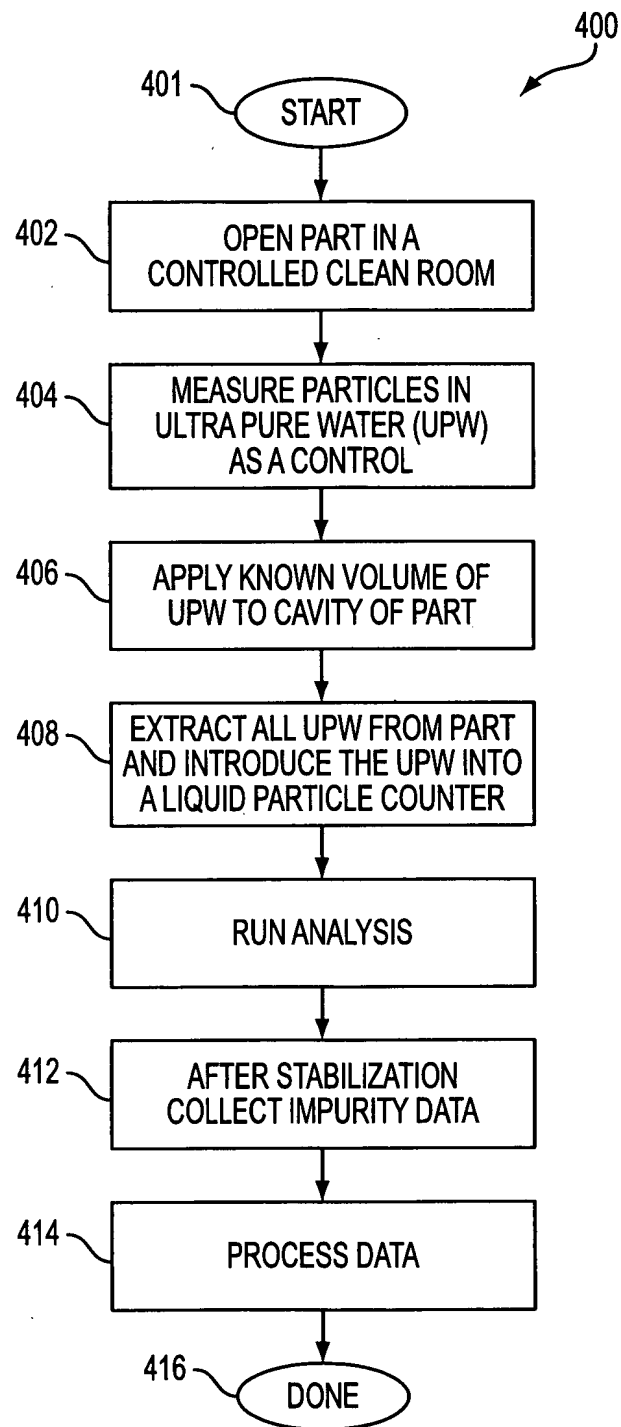 400
401
START
402
OPEN PART IN A
CONTROLLED CLEAN ROOM
404
MEASURE PARTICLES IN
ULTRA PURE WATER (UPW)
AS A CONTROL
406
APPLY KNOWN VOLUME OF
UPW TO CAVITY OF PART
408
EXTRACT ALL UPW FROM PART
AND INTRODUCE THE UPW INTO
A LIQUID PARTICLE COUNTER
410
RUN ANALYSIS
412
AFTER STABILIZATION
COLLECT IMPURITY DATA
414
PROCESS DATA
416
DONE